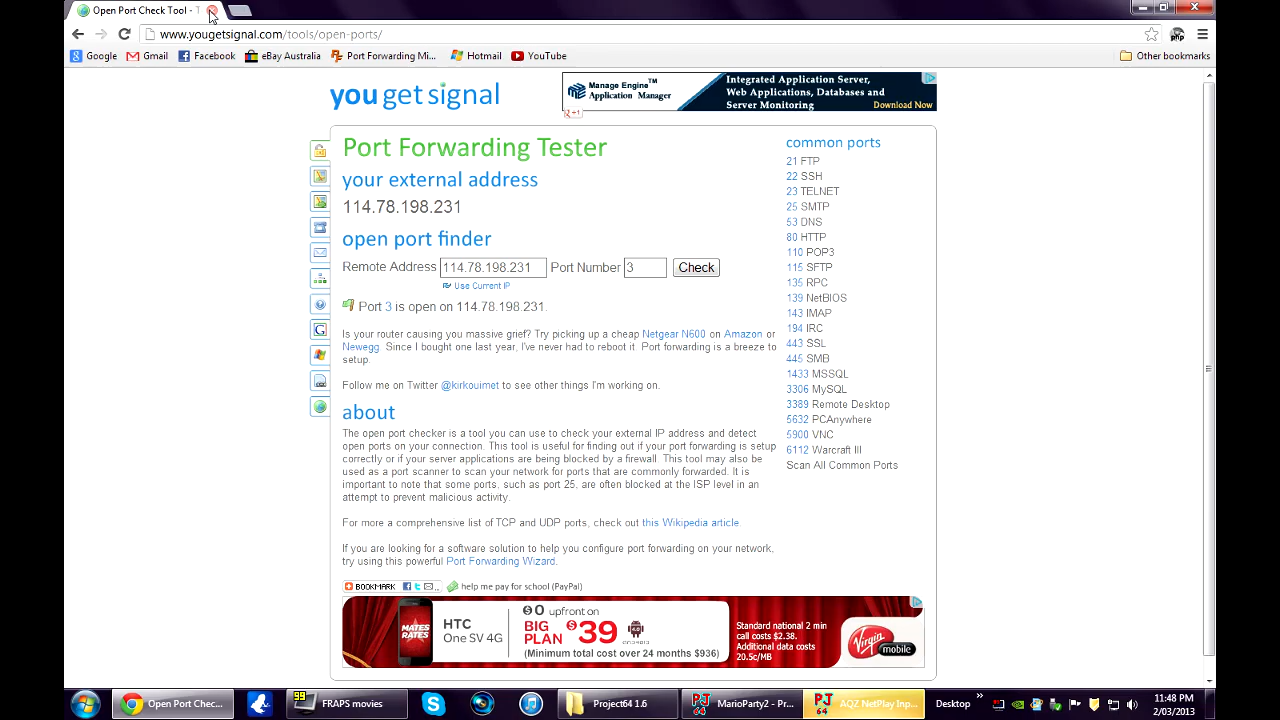 Open Port Check Tool - T
www.yougetsignal.com/tools/open-ports/
Google Gmail Facebook eBay Australia Port Forwarding Mi... Hotmail YouTube Other bookmarks
you get signal
Manage Engine™
Application Manager
Integrated Application Server,
Web Applications, Databases and
Server Monitoring
Download Now
+1
Port Forwarding Tester
your external address
114.78.198.231
open port finder
Remote Address 114.78.198.231 Port Number 3 Check
Use Current IP
Port 3 is open on 114.78.198.231.
Is your router causing you massive grief? Try picking up a cheap Netgear N600 on Amazon or
Newegg. Since I bought one last year, I've never had to reboot it. Port forwarding is a breeze to
setup.
Follow me on Twitter @kirkouimet to see other things I'm working on.
about
The open port checker is a tool you can use to check your external IP address and detect
open ports on your connection. This tool is useful for finding out if your port forwarding is setup
correctly or if your server applications are being blocked by a firewall. This tool may also be
used as a port scanner to scan your network for ports that are commonly forwarded. It is
important to note that some ports, such as port 25, are often blocked at the ISP level in an
attempt to prevent malicious activity.
For more a comprehensive list of TCP and UDP ports, check out this Wikipedia article.
If you are looking for a software solution to help you configure port forwarding on your network,
try using this powerful Port Forwarding Wizard.
BOOKMARK
help me pay for school (PayPal)
common ports
21 FTP
22 SSH
23 TELNET
25 SMTP
53 DNS
80 HTTP
110 POP3
115 SFTP
135 RPC
139 NetBIOS
143 IMAP
194 IRC
443 SSL
445 SMB
1433 MSSQL
3306 MySQL
3389 Remote Desktop
5632 PCAnywhere
5900 VNC
6112 Warcraft III
Scan All Common Ports
MATES RATES
HTC
One SV 4G
$0 upfront on
BIG PLAN $39
(Minimum total cost over 24 months $936)
Standard national 2 min
call costs $2.38.
Additional data costs
20.5c/MB
Virgin mobile
Open Port Chec...
99
FRAPS movies
Project64 1.6
MarioParty2 - Pr...
AQZ NetPlay Inp...
Desktop
11:48 PM
2/03/2013